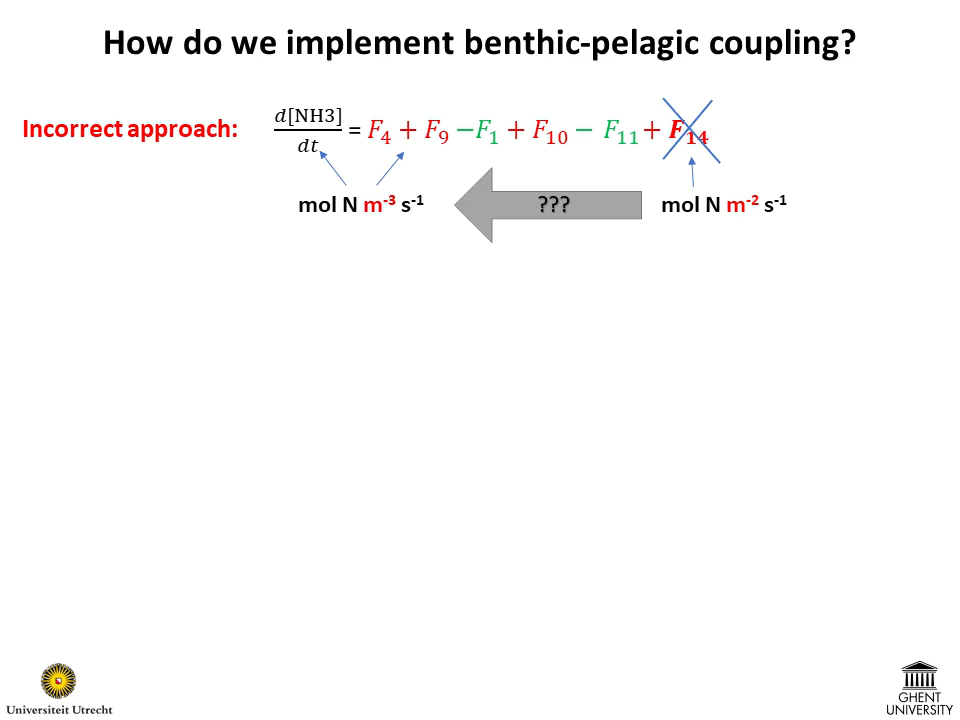 How do we implement benthic-pelagic coupling?
Incorrect approach: d[NH3]/dt = F₄ + F₉ −F₁ + F₁₀ − F₁₁ + F₁₄
mol N m⁻³ s⁻¹ ??? mol N m⁻² s⁻¹
Universiteit Utrecht
GHENT
UNIVERSITY